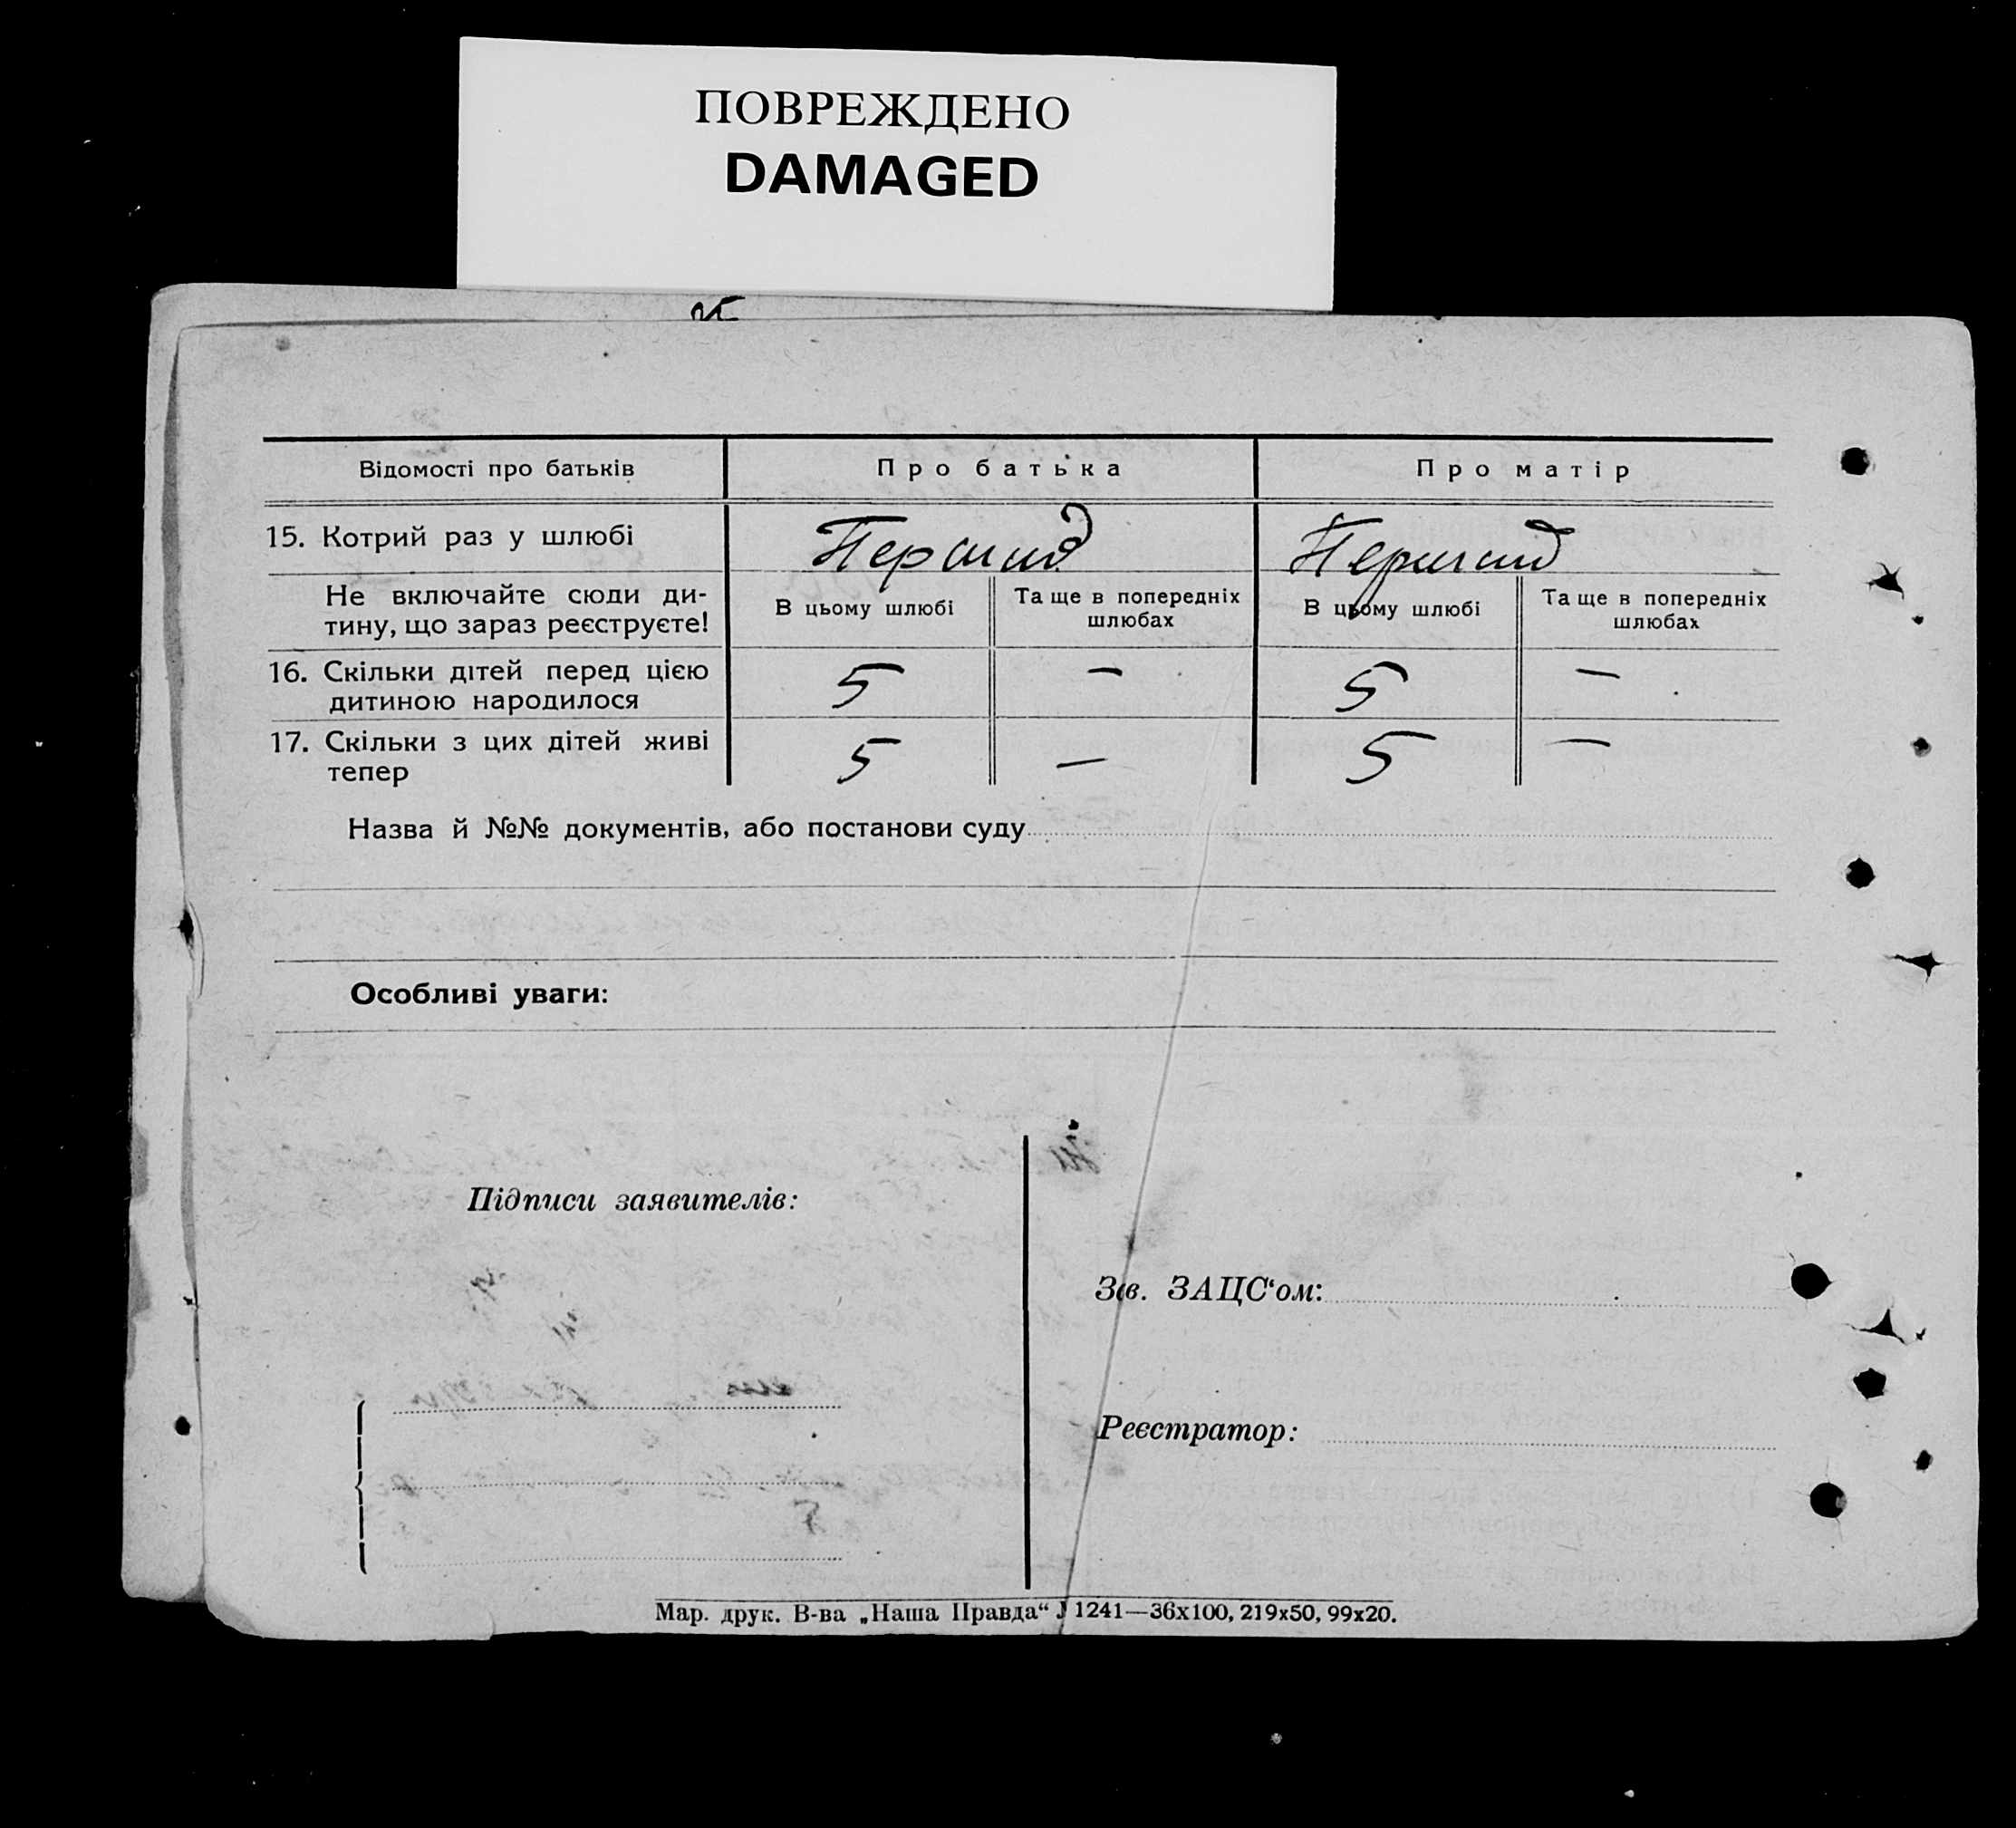 ПОВРЕЖДЕНО
DAMAGED
Відомості про батьків
Про батька
Про матір
15. Котрий раз у шлюбі
Перший
Перший
Не включайте сюди ди-
тину, що зараз реєструєте!
В цьому шлюбі
Та ще в попередніх
шлюбах
В цьому шлюбі
Та ще в попередніх
шлюбах
16. Скільки дітей перед цією
дитиною народилося
5
—
5
—
17. Скільки з цих дітей живі
тепер
5
—
5
—
Назва й №№ документів, або постанови суду
Особливі уваги:
Підписи заявителів:
Зав. ЗАЦС‘ом:
Реєстратор:
Мар. друк. В-ва „Наша Правда“ 1241—36х100, 219х50, 99х20.